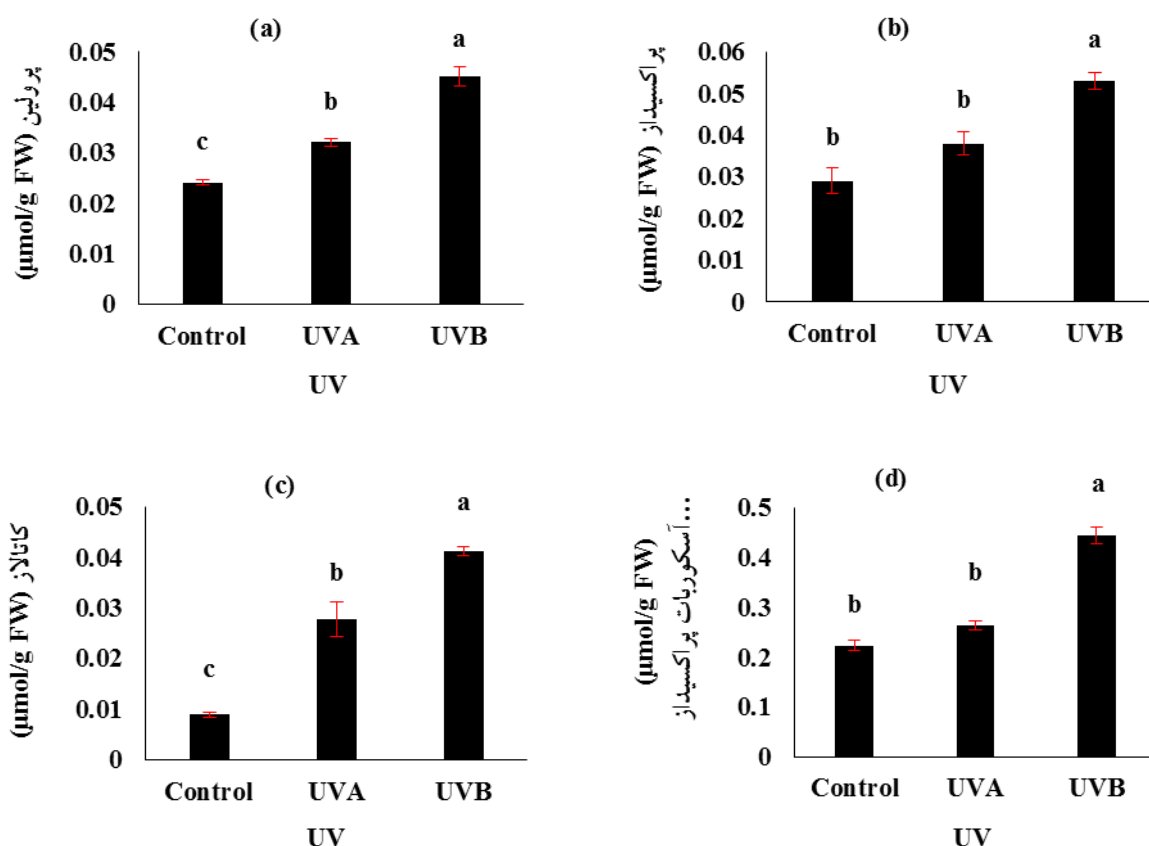 (a)
پرولین (µmol/g FW)
0.05
0.04
0.03
0.02
0.01
0
c
b
a
Control UVA UVB
UV
(b)
پراکسیداز (µmol/g FW)
0.06
0.05
0.04
0.03
0.02
0.01
0
b
b
a
Control UVA UVB
UV
(c)
کاتالاز (µmol/g FW)
0.05
0.04
0.03
0.02
0.01
0
c
b
a
Control UVA UVB
UV
(d)
آسکوربات پراکسیداز...
(µmol/g FW)
0.5
0.4
0.3
0.2
0.1
0
b
b
a
Control UVA UVB
UV